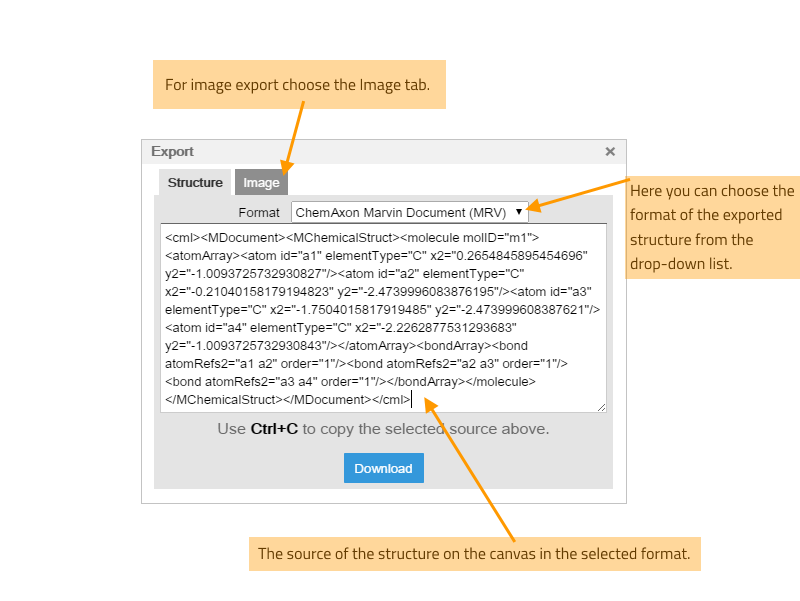 For image export choose the Image tab.
Export ×
Structure Image
Format ChemAxon Marvin Document (MRV) ▼
Here you can choose the
format of the exported
structure from the
drop-down list.
<cml><MDocument><MChemicalStruct><molecule molID="m1">
<atomArray><atom id="a1" elementType="C" x2="0.2654845895454696"
y2="-1.0093725732930827"/><atom id="a2" elementType="C"
x2="-0.21040158179194823" y2="-2.4739996083876195"/><atom id="a3"
elementType="C" x2="-1.7504015817919485" y2="-2.473999608387621"/>
<atom id="a4" elementType="C" x2="-2.2262877531293683"
y2="-1.0093725732930843"/></atomArray><bondArray><bond
atomRefs2="a1 a2" order="1"/><bond atomRefs2="a2 a3" order="1"/>
<bond atomRefs2="a3 a4" order="1"/></bondArray></molecule>
</MChemicalStruct></MDocument></cml>
Use Ctrl+C to copy the selected source above.
Download
The source of the structure on the canvas in the selected format.